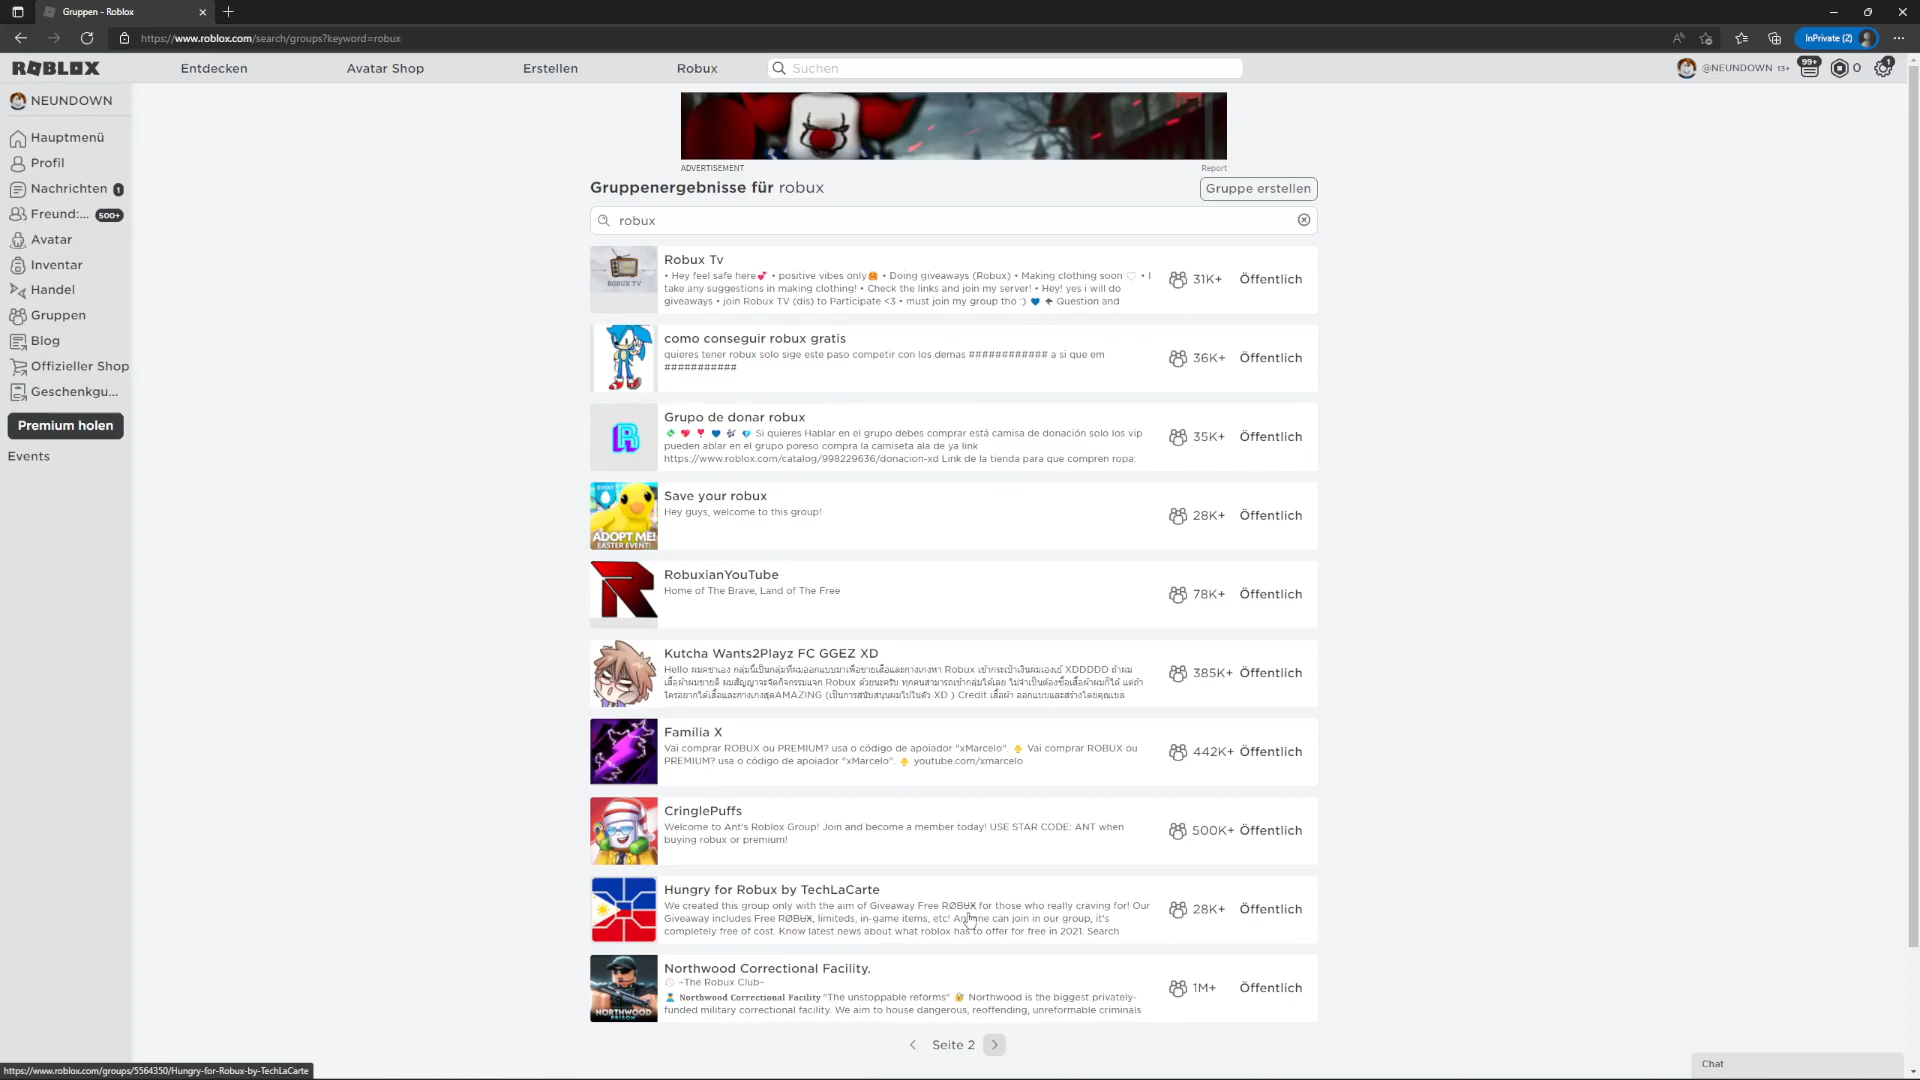 Gruppen - Roblox
https://www.roblox.com/search/groups?keyword=robux
InPrivate (2)
ROBLOX
Entdecken
Avatar Shop
Erstellen
Robux
Suchen
@NEUNDOWN 13+
99+
0
1
NEUNDOWN
Hauptmenü
Profil
Nachrichten 1
Freund:... 500+
Avatar
Inventar
Handel
Gruppen
Blog
Offizieller Shop
Geschenkgu...
Premium holen
Events
ADVERTISEMENT
Report
Gruppenergebnisse für robux
Gruppe erstellen
robux
ROBUX TV
Robux Tv
• Hey feel safe here💕 • positive vibes only🤗 • Doing giveaways (Robux) • Making clothing soon ♡ • I
take any suggestions in making clothing! • Check the links and join my server! • Hey! yes i will do
giveaways • join Robux TV (dis) to Participate <3 • must join my group tho :) 💙 Question and
31K+ Öffentlich
como conseguir robux gratis
quieres tener robux solo sige este paso competir con los demas ############ a si que em
###########
36K+ Öffentlich
Grupo de donar robux
Si quieres Hablar en el grupo debes comprar está camisa de donación solo los vip
pueden ablar en el grupo poreso compra la camiseta ala de ya link
https://www.roblox.com/catalog/998229636/donacion-xd Link de la tienda para que compren ropa:
35K+ Öffentlich
EVENT
ADOPT ME!
EASTER EVENT!
Save your robux
Hey guys, welcome to this group!
28K+ Öffentlich
RobuxianYouTube
Home of The Brave, Land of The Free
78K+ Öffentlich
Kutcha Wants2Playz FC GGEZ XD
385K+ Öffentlich
Família X
Vai comprar ROBUX ou PREMIUM? usa o código de apoiador "xMarcelo". Vai comprar ROBUX ou
PREMIUM? usa o código de apoiador "xMarcelo". youtube.com/xmarcelo
442K+ Öffentlich
CringlePuffs
Welcome to Ant's Roblox Group! Join and become a member today! USE STAR CODE: ANT when
buying robux or premium!
500K+ Öffentlich
Hungry for Robux by TechLaCarte
We created this group only with the aim of Giveaway Free RØBUX for those who really craving for! Our
Giveaway includes Free RØBUX, limiteds, in-game items, etc! Anyone can join in our group, it's
completely free of cost. Know latest news about what roblox has to offer for free in 2021. Search
28K+ Öffentlich
NORTHWOOD
PRISON
Northwood Correctional Facility.
~The Robux Club~
Northwood Correctional Facility "The unstoppable reforms" 🔐 Northwood is the biggest privately-
funded military correctional facility. We aim to house dangerous, reoffending, unreformable criminals
1M+ Öffentlich
< Seite 2 >
Chat
https://www.roblox.com/groups/5564350/Hungry-for-Robux-by-TechLaCarte